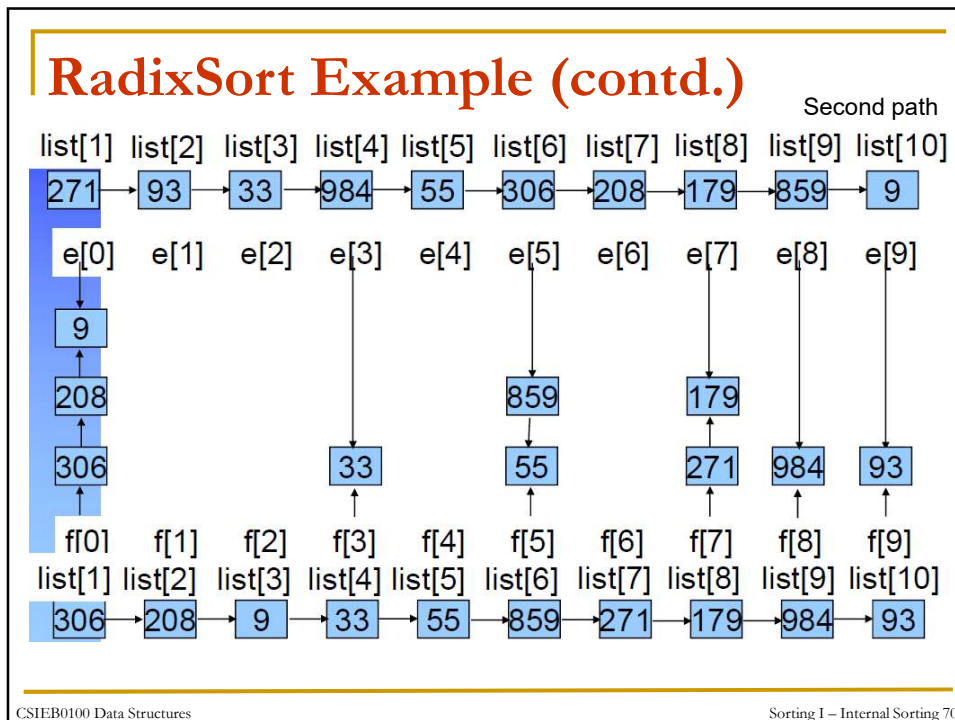 RadixSort Example (contd.)
Second path
list[1] list[2] list[3] list[4] list[5] list[6] list[7] list[8] list[9] list[10]
271 93 33 984 55 306 208 179 859 9
e[0] e[1] e[2] e[3] e[4] e[5] e[6] e[7] e[8] e[9]
9
208 859 179
306 33 55 271 984 93
f[0] f[1] f[2] f[3] f[4] f[5] f[6] f[7] f[8] f[9]
list[1] list[2] list[3] list[4] list[5] list[6] list[7] list[8] list[9] list[10]
306 208 9 33 55 859 271 179 984 93
CSIEB0100 Data Structures Sorting I – Internal Sorting 70